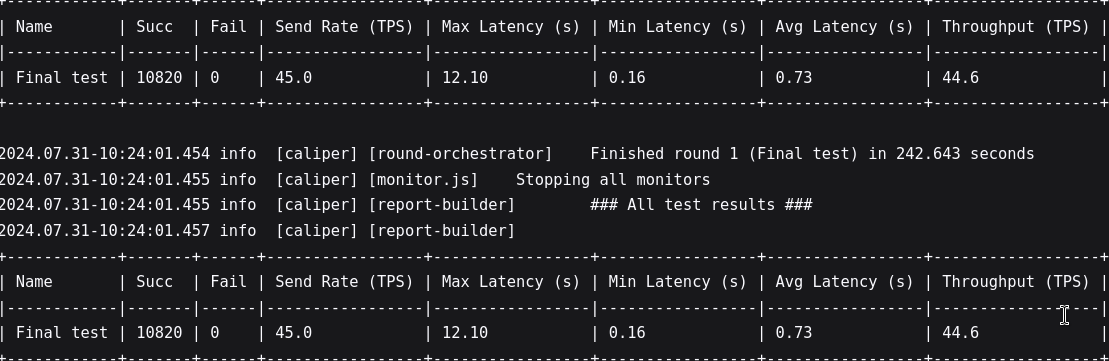 +------------+-------+------+-----------------+-----------------+-----------------+-----------------+------------------+
| Name       | Succ  | Fail | Send Rate (TPS) | Max Latency (s) | Min Latency (s) | Avg Latency (s) | Throughput (TPS) |
|------------|-------|------|-----------------|-----------------|-----------------|-----------------|------------------|
| Final test | 10820 | 0    | 45.0            | 12.10           | 0.16            | 0.73            | 44.6             |
+------------+-------+------+-----------------+-----------------+-----------------+-----------------+------------------+
2024.07.31-10:24:01.454 info  [caliper] [round-orchestrator]    Finished round 1 (Final test) in 242.643 seconds
2024.07.31-10:24:01.455 info  [caliper] [monitor.js]    Stopping all monitors
2024.07.31-10:24:01.455 info  [caliper] [report-builder]        ### All test results ###
2024.07.31-10:24:01.457 info  [caliper] [report-builder]
+------------+-------+------+-----------------+-----------------+-----------------+-----------------+------------------+
| Name       | Succ  | Fail | Send Rate (TPS) | Max Latency (s) | Min Latency (s) | Avg Latency (s) | Throughput (TPS) |
|------------|-------|------|-----------------|-----------------|-----------------|-----------------|------------------|
| Final test | 10820 | 0    | 45.0            | 12.10           | 0.16            | 0.73            | 44.6             |
+------------+-------+------+-----------------+-----------------+-----------------+-----------------+------------------+